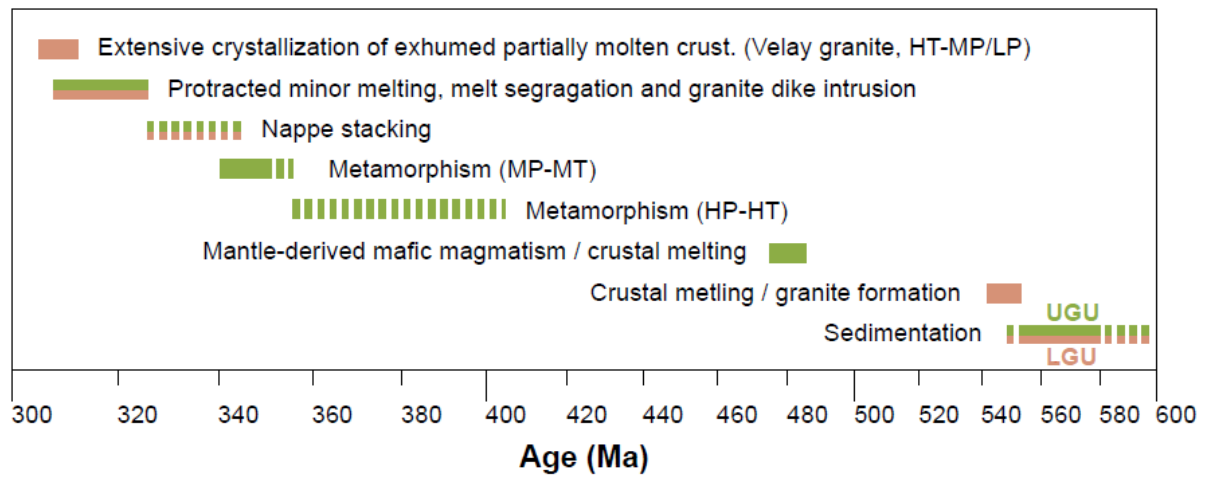 Extensive crystallization of exhumed partially molten crust. (Velay granite, HT-MP/LP)
Protracted minor melting, melt segragation and granite dike intrusion
Nappe stacking
Metamorphism (MP-MT)
Metamorphism (HP-HT)
Mantle-derived mafic magmatism / crustal melting
Crustal metling / granite formation
UGU
Sedimentation
LGU
300 320 340 360 380 400 420 440 460 480 500 520 540 560 580 600
Age (Ma)